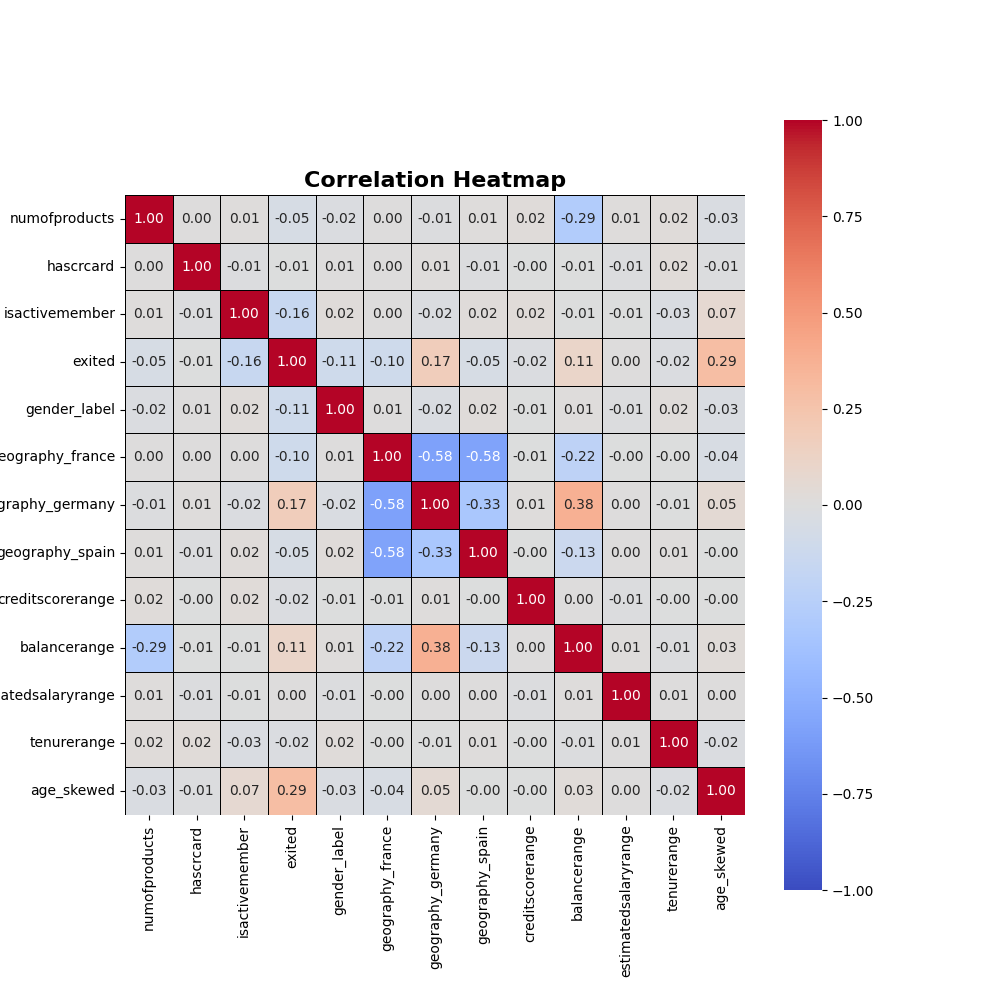 Correlation Heatmap
numofproducts 1.00 0.00 0.01 -0.05 -0.02 0.00 -0.01 0.01 0.02 -0.29 0.01 0.02 -0.03
hascrcard 0.00 1.00 -0.01 -0.01 0.01 0.00 0.01 -0.01 -0.00 -0.01 -0.01 0.02 -0.01
isactivemember 0.01 -0.01 1.00 -0.16 0.02 0.00 -0.02 0.02 0.02 -0.01 -0.01 -0.03 0.07
exited -0.05 -0.01 -0.16 1.00 -0.11 -0.10 0.17 -0.05 -0.02 0.11 0.00 -0.02 0.29
gender_label -0.02 0.01 0.02 -0.11 1.00 0.01 -0.02 0.02 -0.01 0.01 -0.01 0.02 -0.03
eography_france 0.00 0.00 0.00 -0.10 0.01 1.00 -0.58 -0.58 -0.01 -0.22 -0.00 -0.00 -0.04
graphy_germany -0.01 0.01 -0.02 0.17 -0.02 -0.58 1.00 -0.33 0.01 0.38 0.00 -0.01 0.05
geography_spain 0.01 -0.01 0.02 -0.05 0.02 -0.58 -0.33 1.00 -0.00 -0.13 0.00 0.01 -0.00
creditscorerange 0.02 -0.00 0.02 -0.02 -0.01 -0.01 0.01 -0.00 1.00 0.00 -0.01 -0.00 -0.00
balancerange -0.29 -0.01 -0.01 0.11 0.01 -0.22 0.38 -0.13 0.00 1.00 0.01 -0.01 0.03
atedsalaryrange 0.01 -0.01 -0.01 0.00 -0.01 -0.00 0.00 0.00 -0.01 0.01 1.00 0.01 0.00
tenurerange 0.02 0.02 -0.03 -0.02 0.02 -0.00 -0.01 0.01 -0.00 -0.01 0.01 1.00 -0.02
age_skewed -0.03 -0.01 0.07 0.29 -0.03 -0.04 0.05 -0.00 -0.00 0.03 0.00 -0.02 1.00
numofproducts
hascrcard
isactivemember
exited
gender_label
geography_france
geography_germany
geography_spain
creditscorerange
balancerange
estimatedsalaryrange
tenurerange
age_skewed
1.00
0.75
0.50
0.25
0.00
−0.25
−0.50
−0.75
−1.00